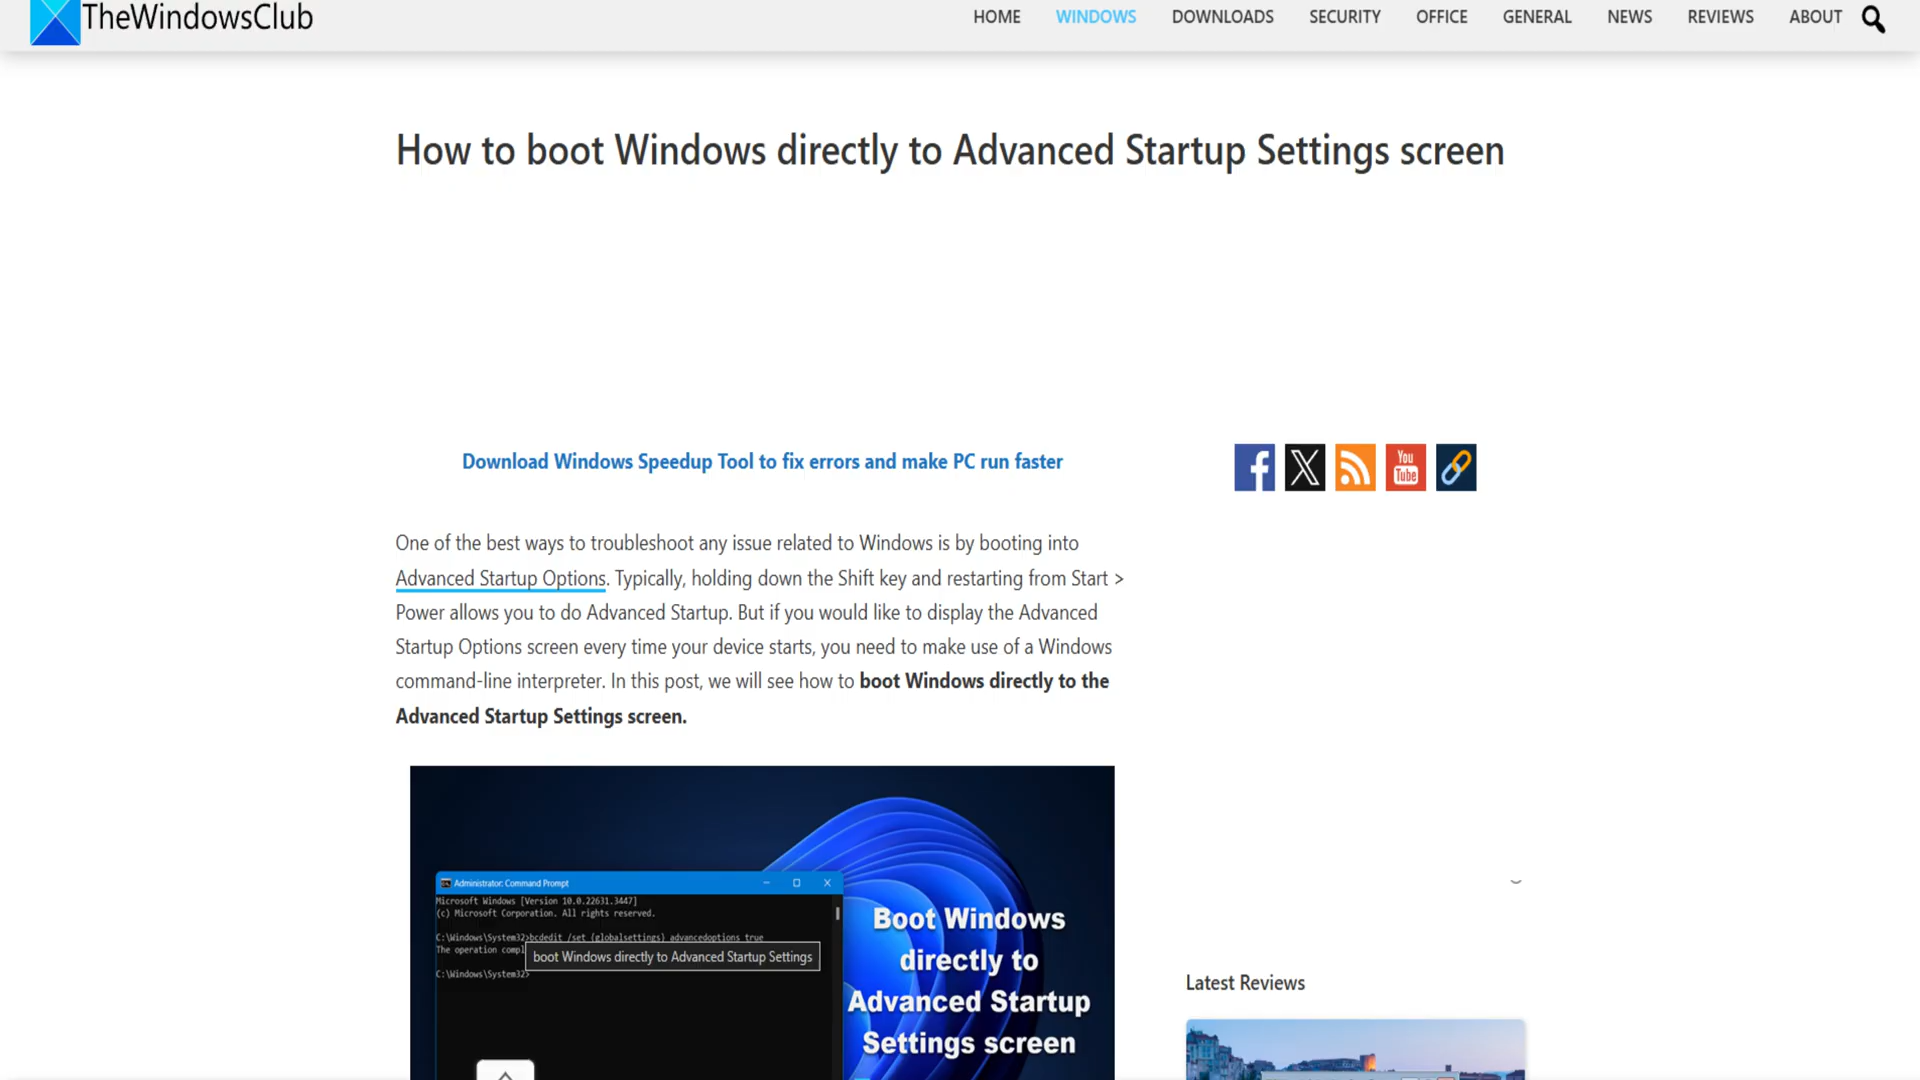 TheWindowsClub
HOME WINDOWS DOWNLOADS SECURITY OFFICE GENERAL NEWS REVIEWS ABOUT
How to boot Windows directly to Advanced Startup Settings screen
Download Windows Speedup Tool to fix errors and make PC run faster
You
Tube
One of the best ways to troubleshoot any issue related to Windows is by booting into
Advanced Startup Options. Typically, holding down the Shift key and restarting from Start >
Power allows you to do Advanced Startup. But if you would like to display the Advanced
Startup Options screen every time your device starts, you need to make use of a Windows
command-line interpreter. In this post, we will see how to boot Windows directly to the
Advanced Startup Settings screen.
Administrator: Command Prompt
Microsoft Windows [Version 10.0.22631.3447]
(c) Microsoft Corporation. All rights reserved.
C:\Windows\System32>bcdedit /set {globalsettings} advancedoptions true
The operation compl
boot Windows directly to Advanced Startup Settings
C:\Windows\System32>
Boot Windows
directly to
Advanced Startup
Settings screen
Latest Reviews